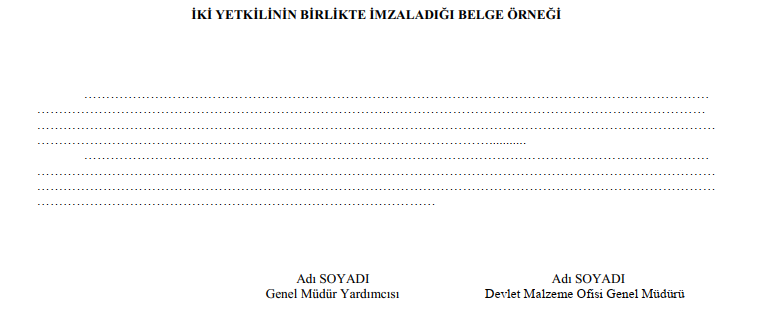 İKİ YETKİLİNİN BİRLİKTE İMZALADIĞI BELGE ÖRNEĞİ
……………………………………………………………………………………………………………………………
……………………………………………………………………………………………………………………………………
………………………………………………………………………………………………………………………………………
…………………………………………………………………………………………...........
……………………………………………………………………………………………………………………………
………………………………………………………………………………………………………………………………………
………………………………………………………………………………………………………………………………………
………………………………………………………………………………
Adı SOYADI Adı SOYADI
Genel Müdür Yardımcısı Devlet Malzeme Ofisi Genel Müdürü